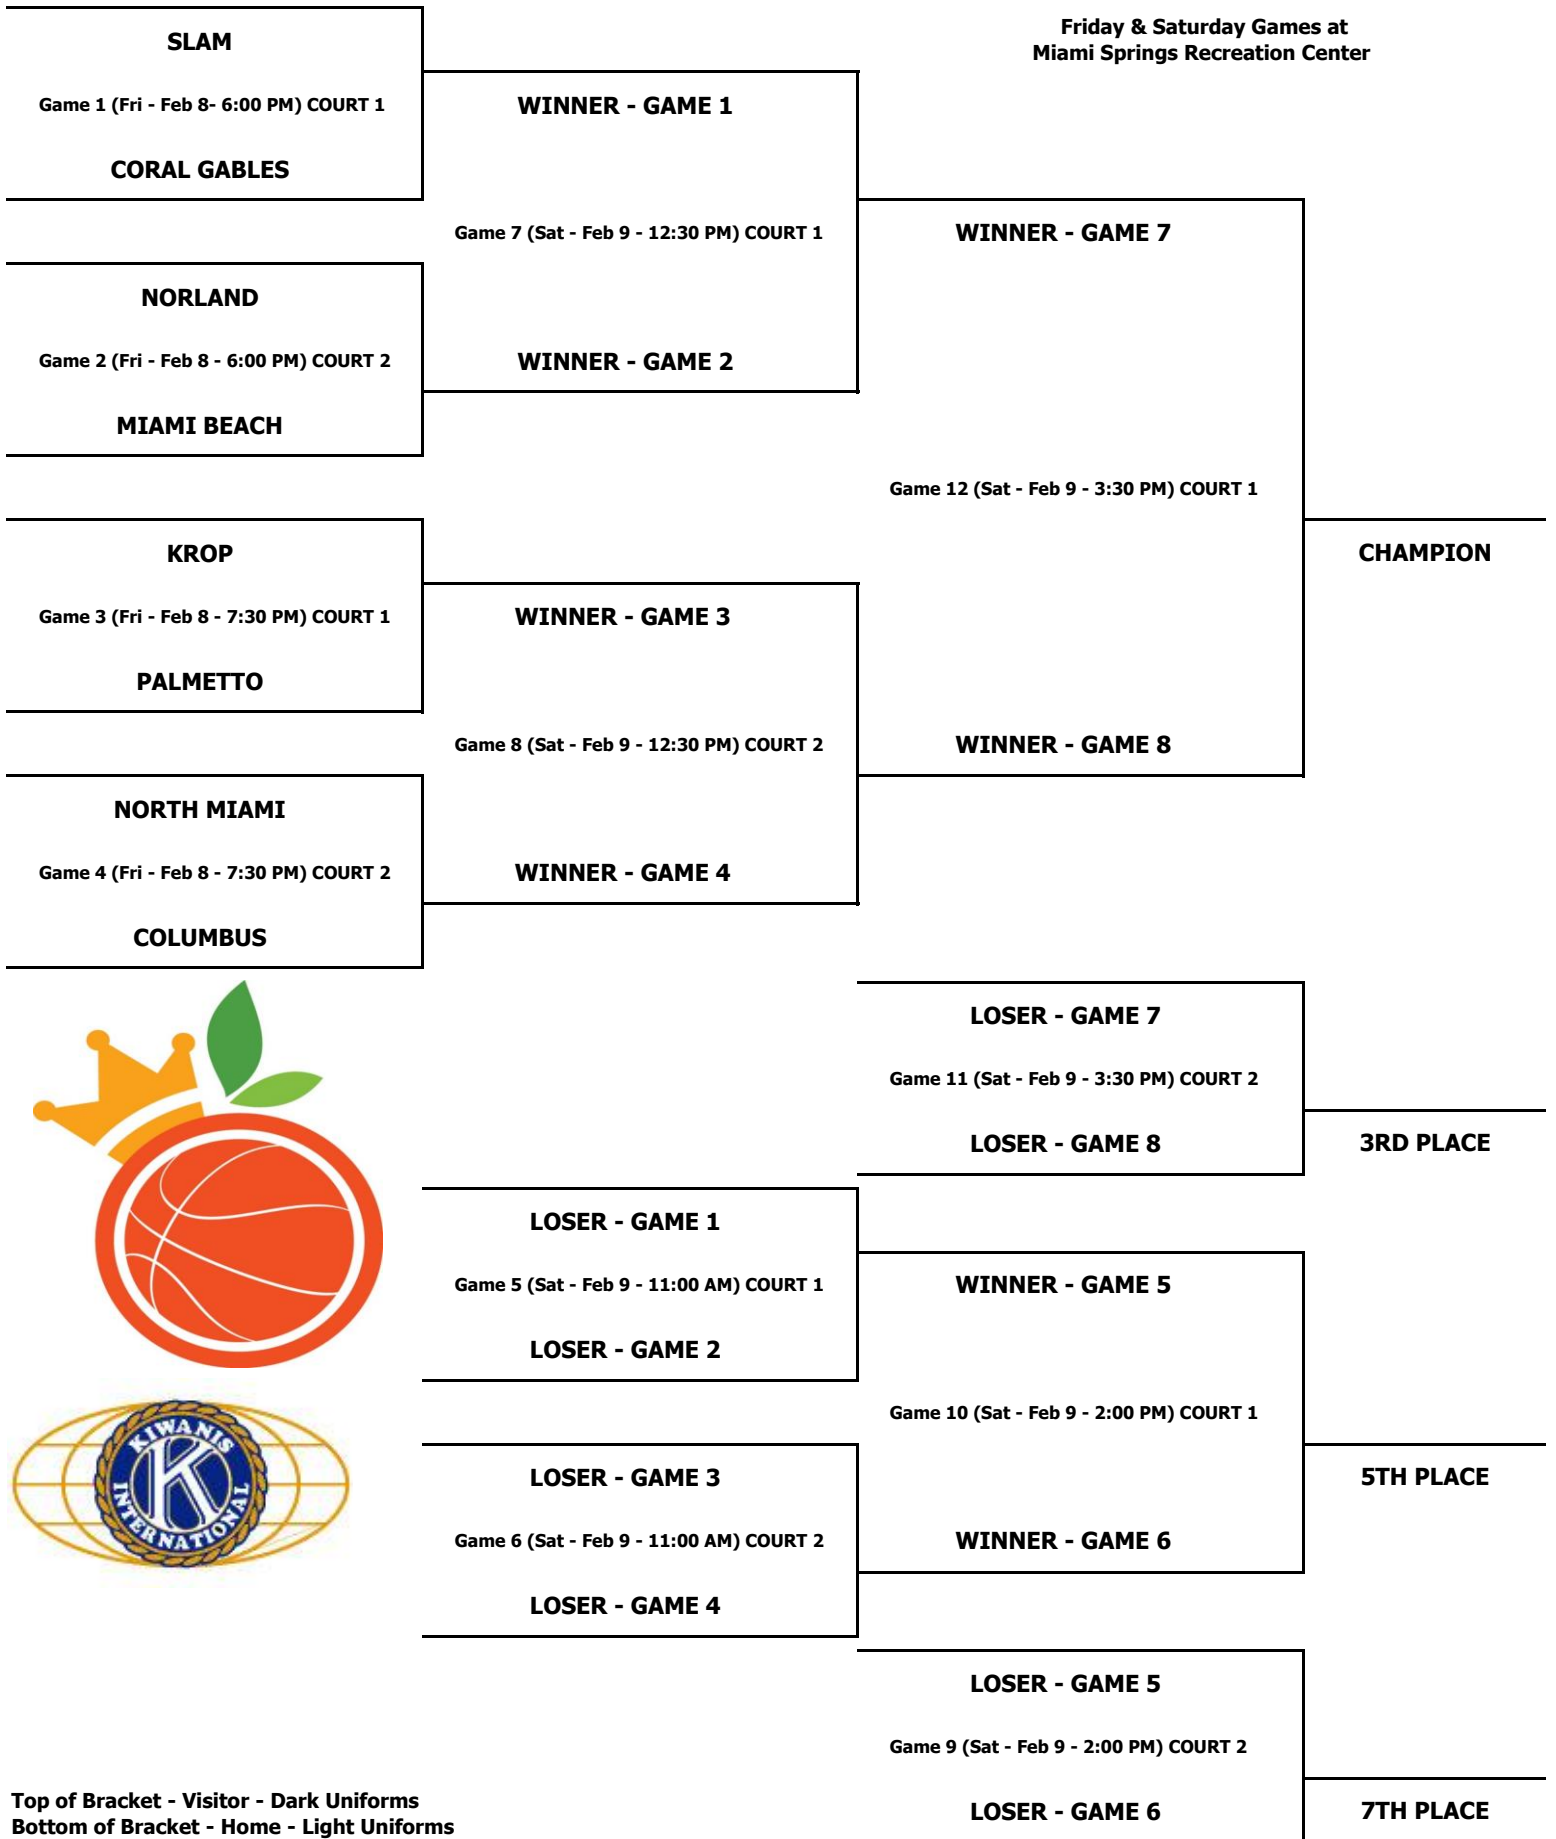 Friday & Saturday Games at
Miami Springs Recreation Center
SLAM
Game 1 (Fri - Feb 8- 6:00 PM) COURT 1
CORAL GABLES
NORLAND
Game 2 (Fri - Feb 8 - 6:00 PM) COURT 2
MIAMI BEACH
KROP
Game 3 (Fri - Feb 8 - 7:30 PM) COURT 1
PALMETTO
NORTH MIAMI
Game 4 (Fri - Feb 8 - 7:30 PM) COURT 2
COLUMBUS
WINNER - GAME 1
Game 7 (Sat - Feb 9 - 12:30 PM) COURT 1
WINNER - GAME 2
WINNER - GAME 3
Game 8 (Sat - Feb 9 - 12:30 PM) COURT 2
WINNER - GAME 4
WINNER - GAME 7
Game 12 (Sat - Feb 9 - 3:30 PM) COURT 1
WINNER - GAME 8
CHAMPION
LOSER - GAME 7
Game 11 (Sat - Feb 9 - 3:30 PM) COURT 2
LOSER - GAME 8
3RD PLACE
LOSER - GAME 1
Game 5 (Sat - Feb 9 - 11:00 AM) COURT 1
LOSER - GAME 2
LOSER - GAME 3
Game 6 (Sat - Feb 9 - 11:00 AM) COURT 2
LOSER - GAME 4
WINNER - GAME 5
Game 10 (Sat - Feb 9 - 2:00 PM) COURT 1
WINNER - GAME 6
5TH PLACE
LOSER - GAME 5
Game 9 (Sat - Feb 9 - 2:00 PM) COURT 2
LOSER - GAME 6
7TH PLACE
KIWANIS
K
INTERNATIONAL
Top of Bracket - Visitor - Dark Uniforms
Bottom of Bracket - Home - Light Uniforms